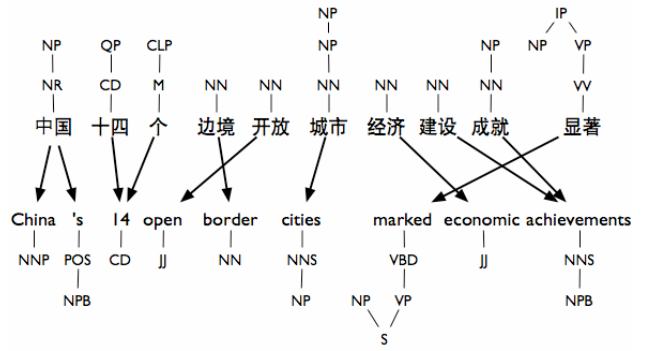 NP IP
NP QP CLP NP NP NP VP
NR CD M NN NN NN NN NN NN VV
中国 十四 个 边境 开放 城市 经济 建设 成就 显著
China 's 14 open border cities marked economic achievements
NNP POS CD JJ NN NNS VBD JJ NNS
NPB NP NP VP NPB
S